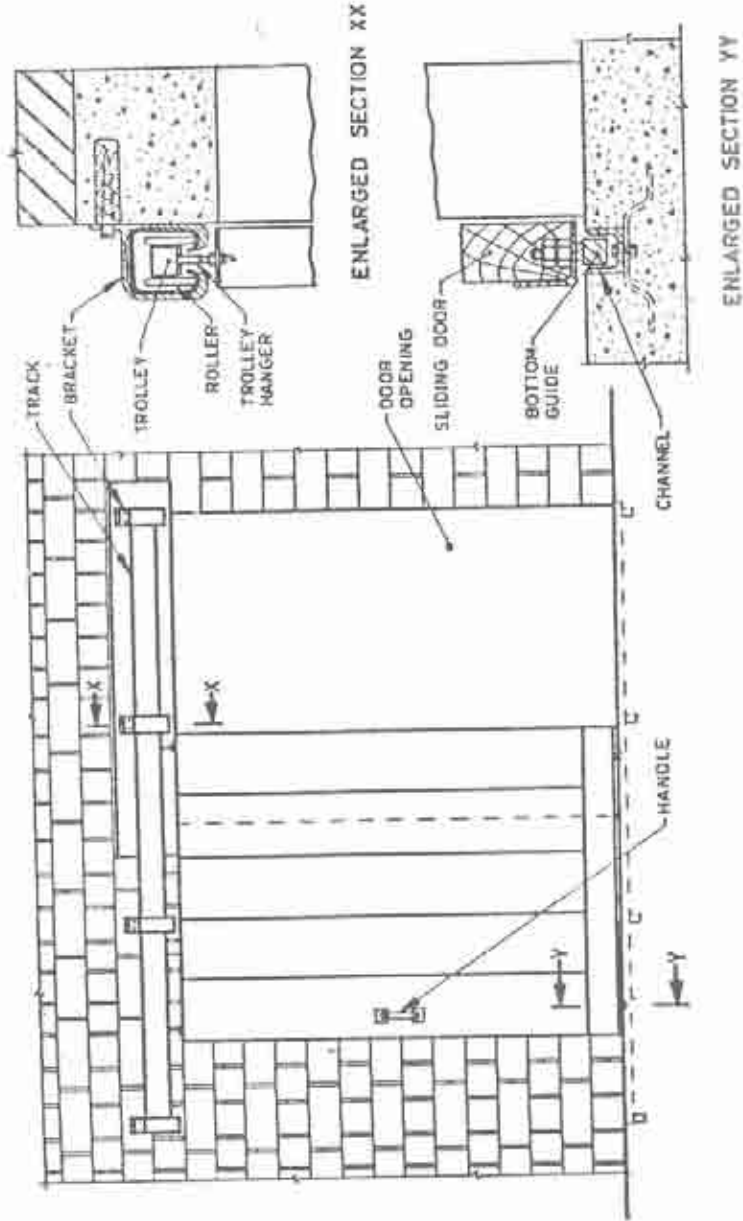 TRACK
BRACKET
TROLLEY
ROLLER
TROLLEY
HANGER
ENLARGED SECTION XX
X
X
DOOR
OPENING
SLIDING DOOR
BOTTOM
GUIDE
CHANNEL
HANDLE
Y
Y
ENLARGED SECTION YY